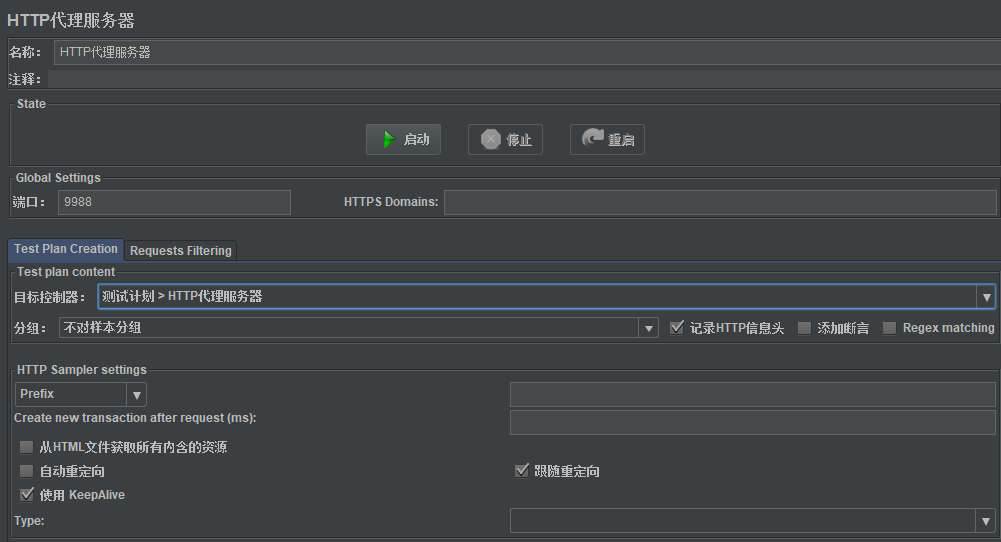 HTTP代理服务器
名称： HTTP代理服务器
注释：
State
启动 停止 重启
Global Settings
端口： 9988 HTTPS Domains:
Test Plan Creation Requests Filtering
Test plan content
目标控制器： 测试计划 > HTTP代理服务器
分组： 不对样本分组 记录HTTP信息头 添加断言 Regex matching
HTTP Sampler settings
Prefix
Create new transaction after request (ms):
从HTML文件获取所有内含的资源
自动重定向 跟随重定向
使用 KeepAlive
Type: